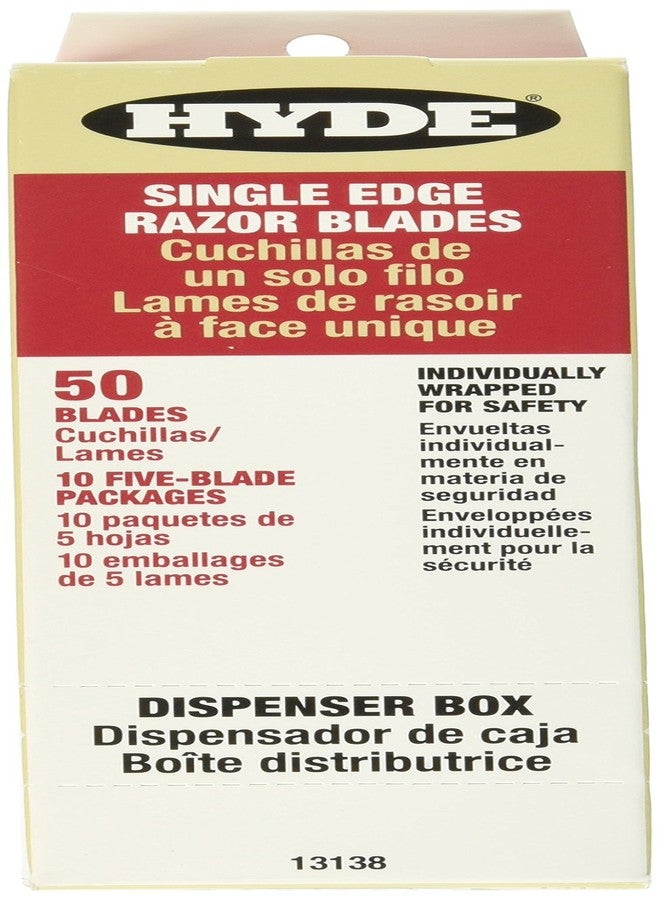 HYDE®
SINGLE EDGE
RAZOR BLADES
Cuchillas de
un solo filo
Lames de rasoir
à face unique
50
BLADES
Cuchillas/
Lames
10 FIVE-BLADE
PACKAGES
10 paquetes de
5 hojas
10 emballages
de 5 lames
INDIVIDUALLY
WRAPPED
FOR SAFETY
Envueltas
individual-
mente en
materia de
seguridad
Enveloppées
individuelle-
ment pour la
sécurité
DISPENSER BOX
Dispensador de caja
Boîte distributrice
13138